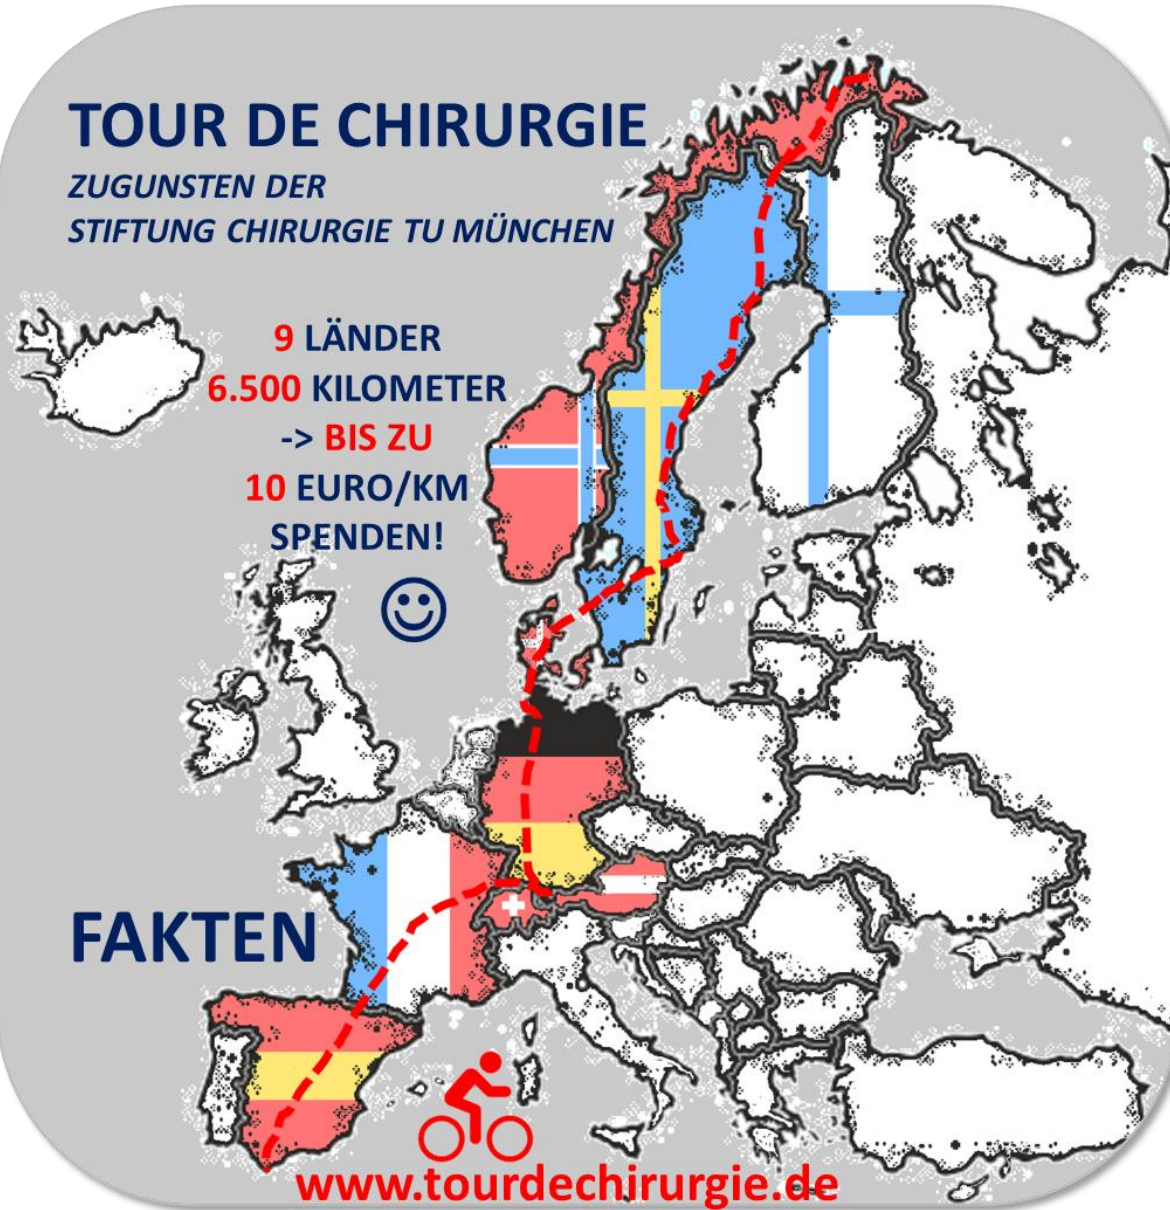 TOUR DE CHIRURGIE
ZUGUNSTEN DER
STIFTUNG CHIRURGIE TU MÜNCHEN
9 LÄNDER
6.500 KILOMETER
-> BIS ZU
10 EURO/KM
SPENDEN!
FAKTEN
www.tourdechirurgie.de